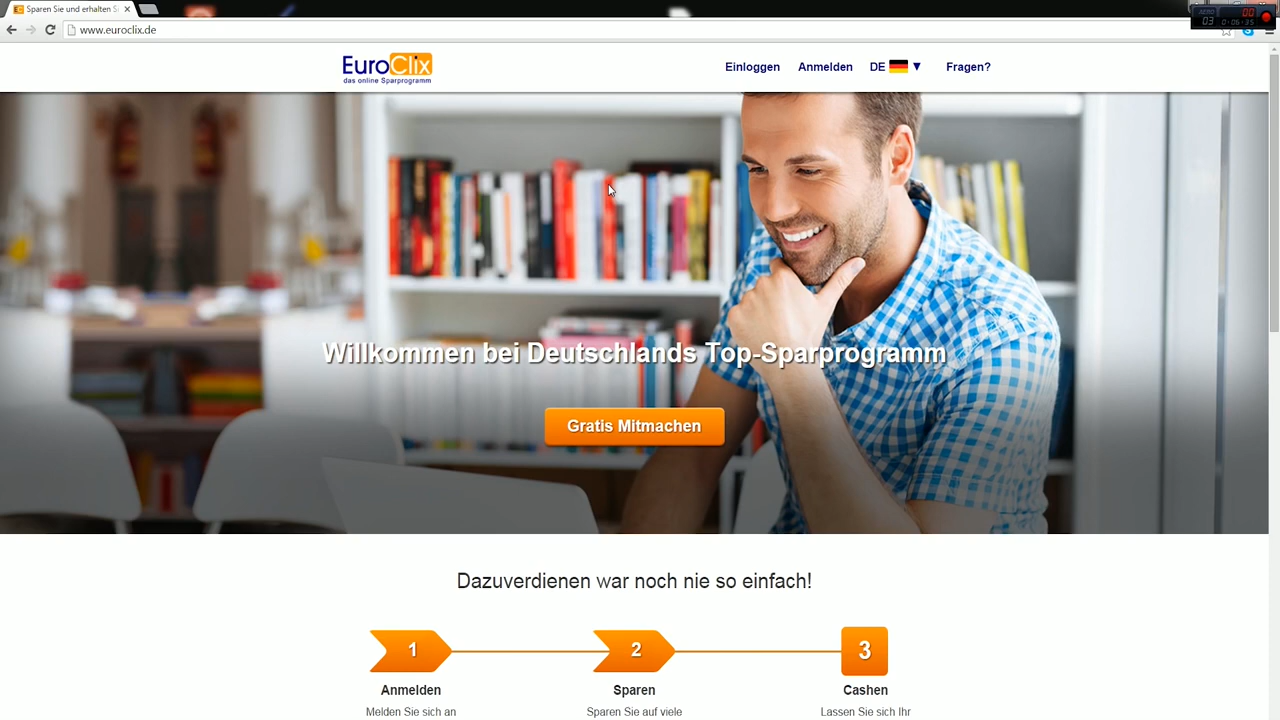 Sparen Sie und erhalten S
www.euroclix.de
EuroClix
das online Sparprogramm
Einloggen Anmelden DE Fragen?
Willkommen bei Deutschlands Top-Sparprogramm
Gratis Mitmachen
Dazuverdienen war noch nie so einfach!
1 2 3
Anmelden Sparen Cashen
Melden Sie sich an Sparen Sie auf viele Lassen Sie sich Ihr